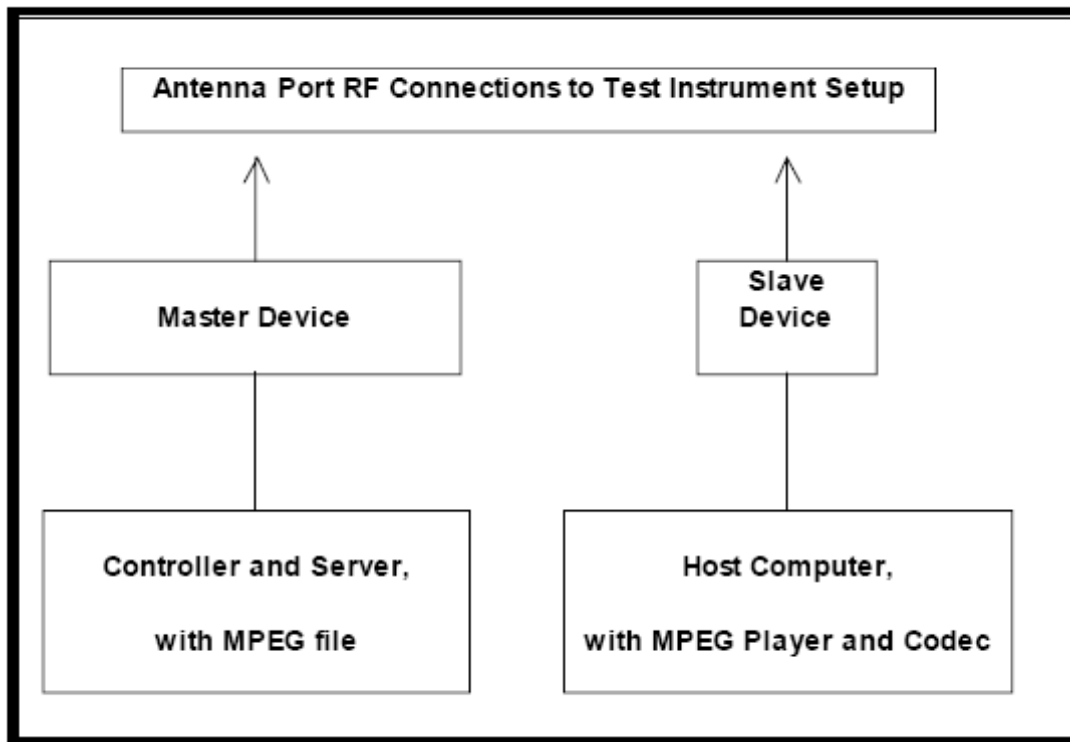 Antenna Port RF Connections to Test Instrument Setup
Master Device
Slave
Device
Controller and Server,
with MPEG file
Host Computer,
with MPEG Player and Codec